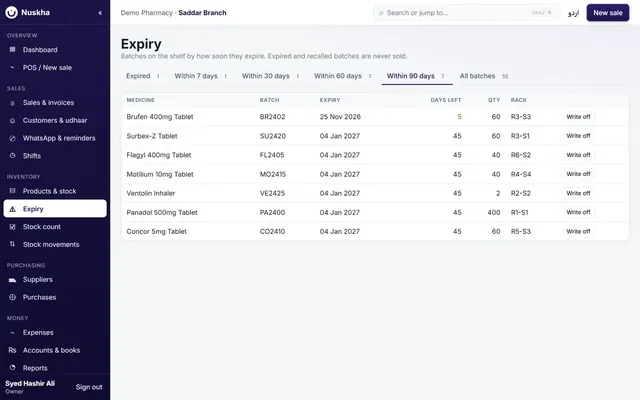 Nuskha «
OVERVIEW
Dashboard
POS / New sale
SALES
Sales & invoices
Customers & udhaar
WhatsApp & reminders
Shifts
INVENTORY
Products & stock
Expiry
Stock count
Stock movements
PURCHASING
Suppliers
Purchases
MONEY
Expenses
Rs Accounts & books
Reports
Syed Hashir Ali
Owner
Sign out
Demo Pharmacy · Saddar Branch
Search or jump to... Ctrl K
اردو
New sale
Expiry
Batches on the shelf by how soon they expire. Expired and recalled batches are never sold.
Expired 1 Within 7 days 1 Within 30 days 1 Within 60 days 7 Within 90 days 7 All batches 55
MEDICINE BATCH EXPIRY DAYS LEFT QTY RACK
Brufen 400mg Tablet BR2402 25 Nov 2026 5 60 R3-S3 Write off
Surbex-Z Tablet SU2420 04 Jan 2027 45 60 R3-S1 Write off
Flagyl 400mg Tablet FL2405 04 Jan 2027 45 40 R6-S2 Write off
Motilium 10mg Tablet MO2415 04 Jan 2027 45 40 R4-S4 Write off
Ventolin Inhaler VE2425 04 Jan 2027 45 2 R2-S2 Write off
Panadol 500mg Tablet PA2400 04 Jan 2027 45 400 R1-S1 Write off
Concor 5mg Tablet CO2410 04 Jan 2027 45 60 R5-S3 Write off